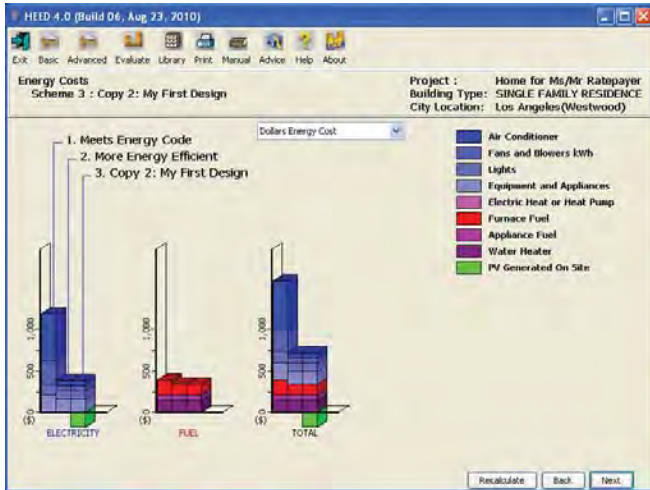 HEED 4.0 (Build 06, Aug 23, 2010)
Exit Basic Advanced Evaluate Library Print Manual Advice Help About
Energy Costs
Scheme 3 : Copy 2: My First Design
Project : Home for Ms/Mr Ratepayer
Building Type: SINGLE FAMILY RESIDENCE
City Location: Los Angeles(Westwood)
Dollars Energy Cost
1. Meets Energy Code
2. More Energy Efficient
3. Copy 2: My First Design
Air Conditioner
Fans and Blowers kWh
Lights
Equipment and Appliances
Electric Heat or Heat Pump
Furnace Fuel
Appliance Fuel
Water Heater
PV Generated On Site
1,000 1,000 1,000
500 500 500
0 0 0
($) ($) ($)
ELECTRICITY FUEL TOTAL
Recalculate Back Next